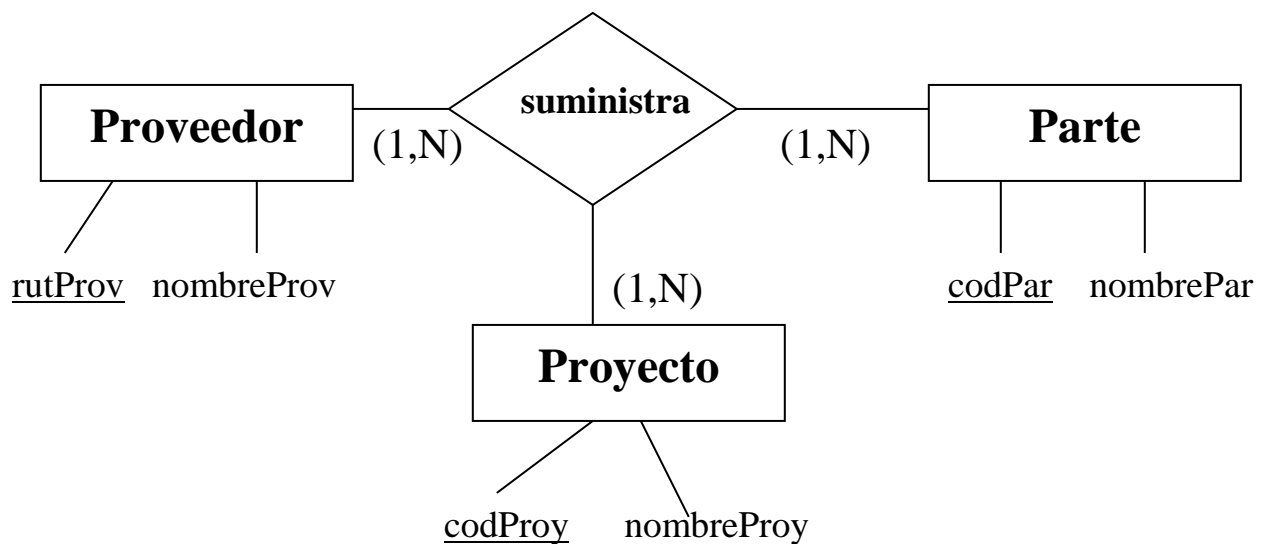 suministra
Proveedor
Parte
(1,N)
(1,N)
rutProv nombreProv
codPar nombrePar
(1,N)
Proyecto
codProy nombreProy